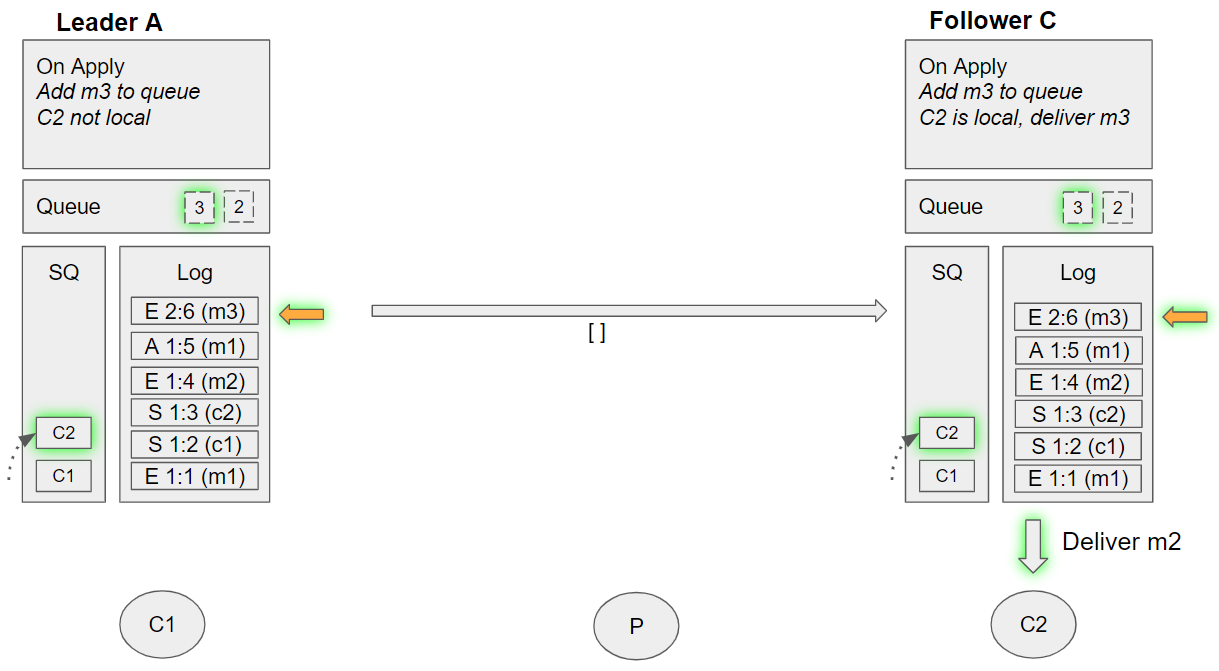 Leader A
On Apply
Add m3 to queue
C2 not local
Queue
3
2
SQ
C2
C1
Log
E 2:6 (m3)
A 1:5 (m1)
E 1:4 (m2)
S 1:3 (c2)
S 1:2 (c1)
E 1:1 (m1)
C1
[ ]
P
Follower C
On Apply
Add m3 to queue
C2 is local, deliver m3
Queue
3
2
SQ
C2
C1
Log
E 2:6 (m3)
A 1:5 (m1)
E 1:4 (m2)
S 1:3 (c2)
S 1:2 (c1)
E 1:1 (m1)
Deliver m2
C2